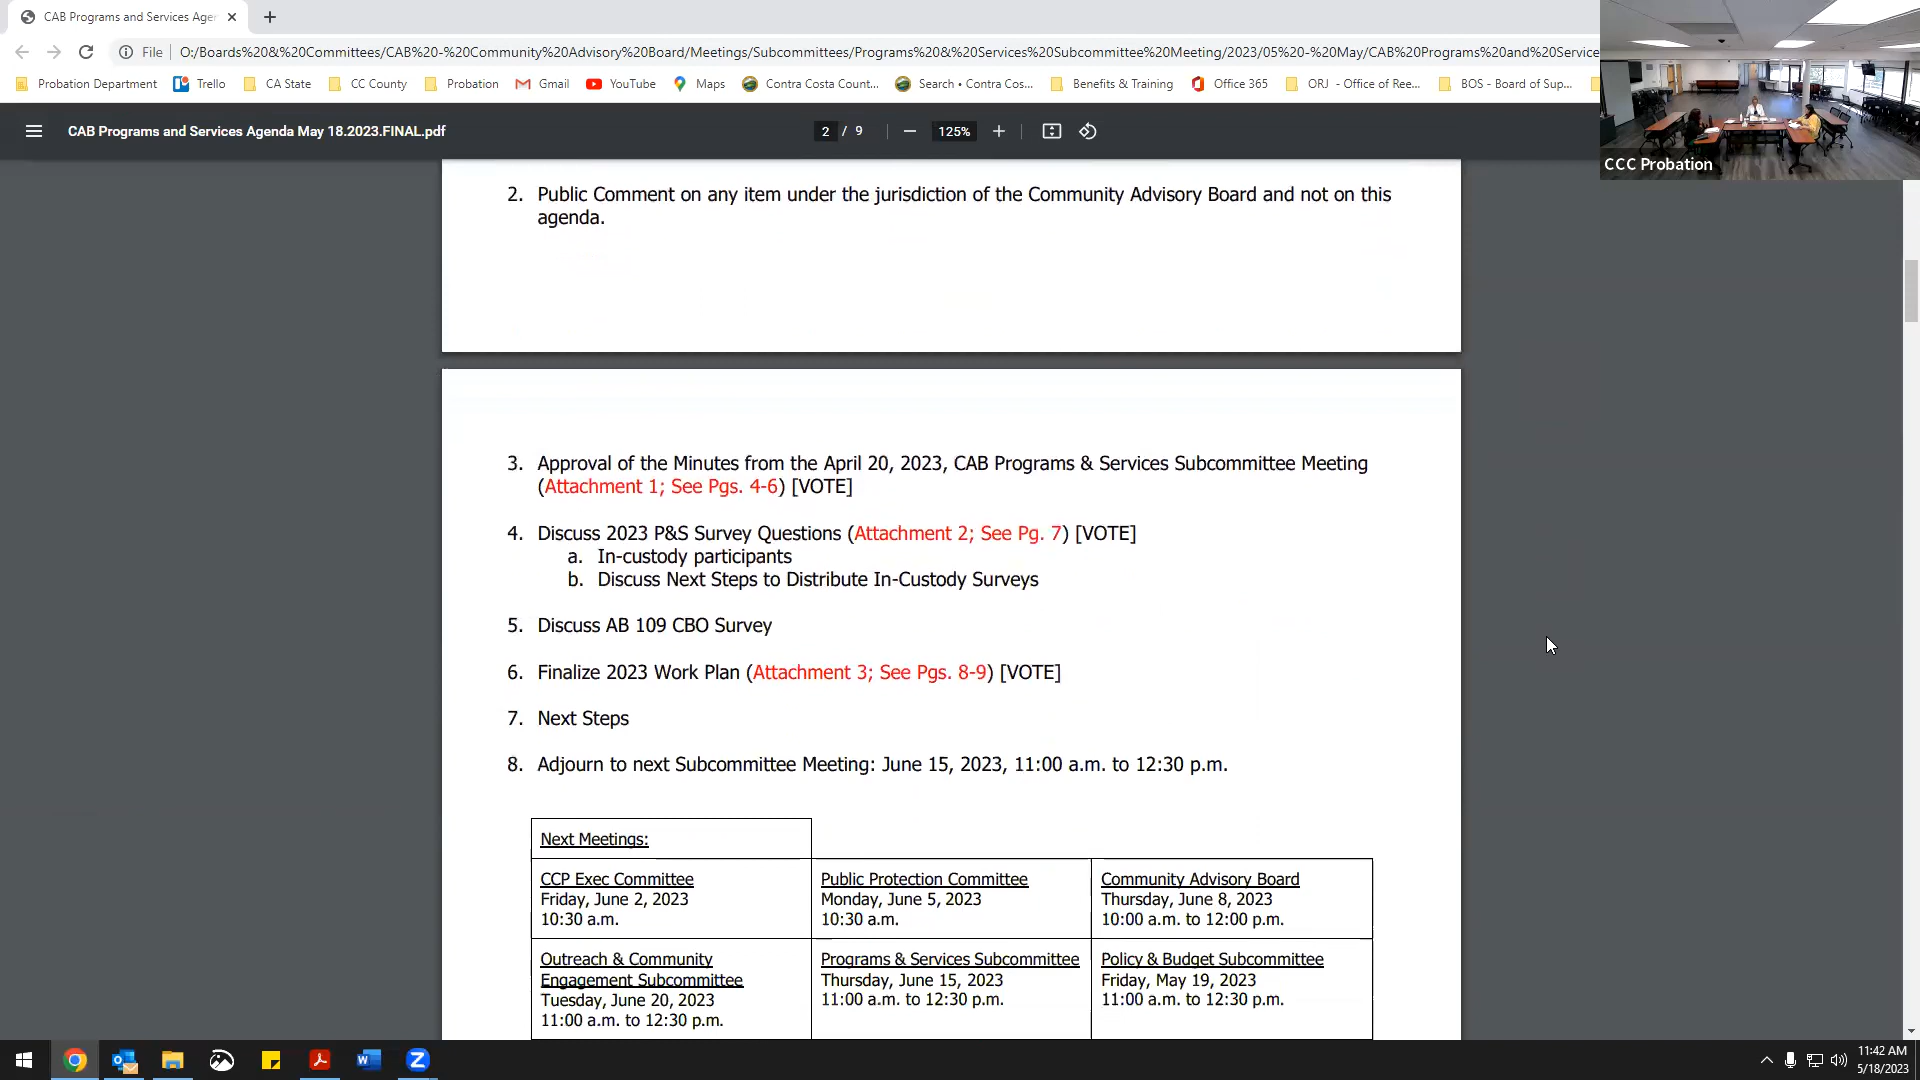 CAB Programs and Services Age
File
O:/Boards%20&%20Committees/CAB%20-%20Community%20Advisory%20Board/Meetings/Subcommittees/Programs%20&%20Services%20Subcommittee%20Meeting/2023/05%20-%20May/CAB%20Programs%20and%20Service
Probation Department
Trello
CA State
CC County
Probation
Gmail
YouTube
Maps
Contra Costa Count...
Search • Contra Cos...
Benefits & Training
Office 365
ORJ - Office of Ree...
BOS - Board of Sup...
CAB Programs and Services Agenda May 18.2023.FINAL.pdf
2 / 9
125%
CCC Probation
2. Public Comment on any item under the jurisdiction of the Community Advisory Board and not on this
agenda.
3. Approval of the Minutes from the April 20, 2023, CAB Programs & Services Subcommittee Meeting
(Attachment 1; See Pgs. 4-6) [VOTE]
4. Discuss 2023 P&S Survey Questions (Attachment 2; See Pg. 7) [VOTE]
a. In-custody participants
b. Discuss Next Steps to Distribute In-Custody Surveys
5. Discuss AB 109 CBO Survey
6. Finalize 2023 Work Plan (Attachment 3; See Pgs. 8-9) [VOTE]
7. Next Steps
8. Adjourn to next Subcommittee Meeting: June 15, 2023, 11:00 a.m. to 12:30 p.m.
Next Meetings:
CCP Exec Committee
Friday, June 2, 2023
10:30 a.m.
Public Protection Committee
Monday, June 5, 2023
10:30 a.m.
Community Advisory Board
Thursday, June 8, 2023
10:00 a.m. to 12:00 p.m.
Outreach & Community
Engagement Subcommittee
Tuesday, June 20, 2023
11:00 a.m. to 12:30 p.m.
Programs & Services Subcommittee
Thursday, June 15, 2023
11:00 a.m. to 12:30 p.m.
Policy & Budget Subcommittee
Friday, May 19, 2023
11:00 a.m. to 12:30 p.m.
11:42 AM
5/18/2023